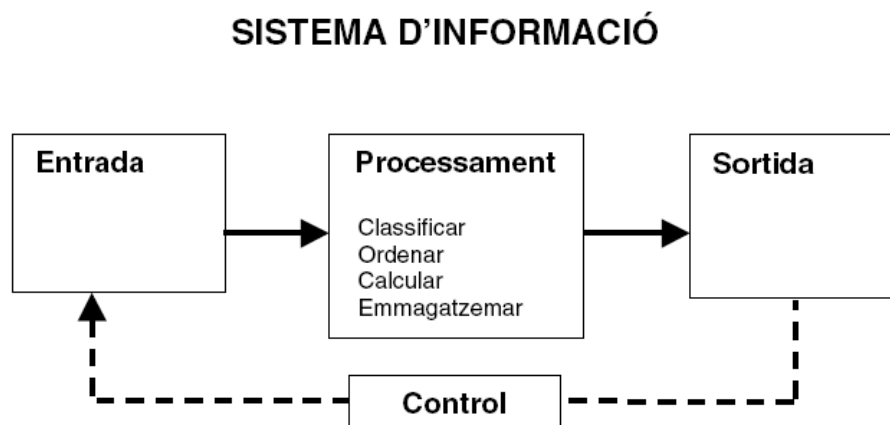 SISTEMA D'INFORMACIÓ
Entrada
Processament
Classificar
Ordenar
Calcular
Emmagatzemar
Sortida
Control